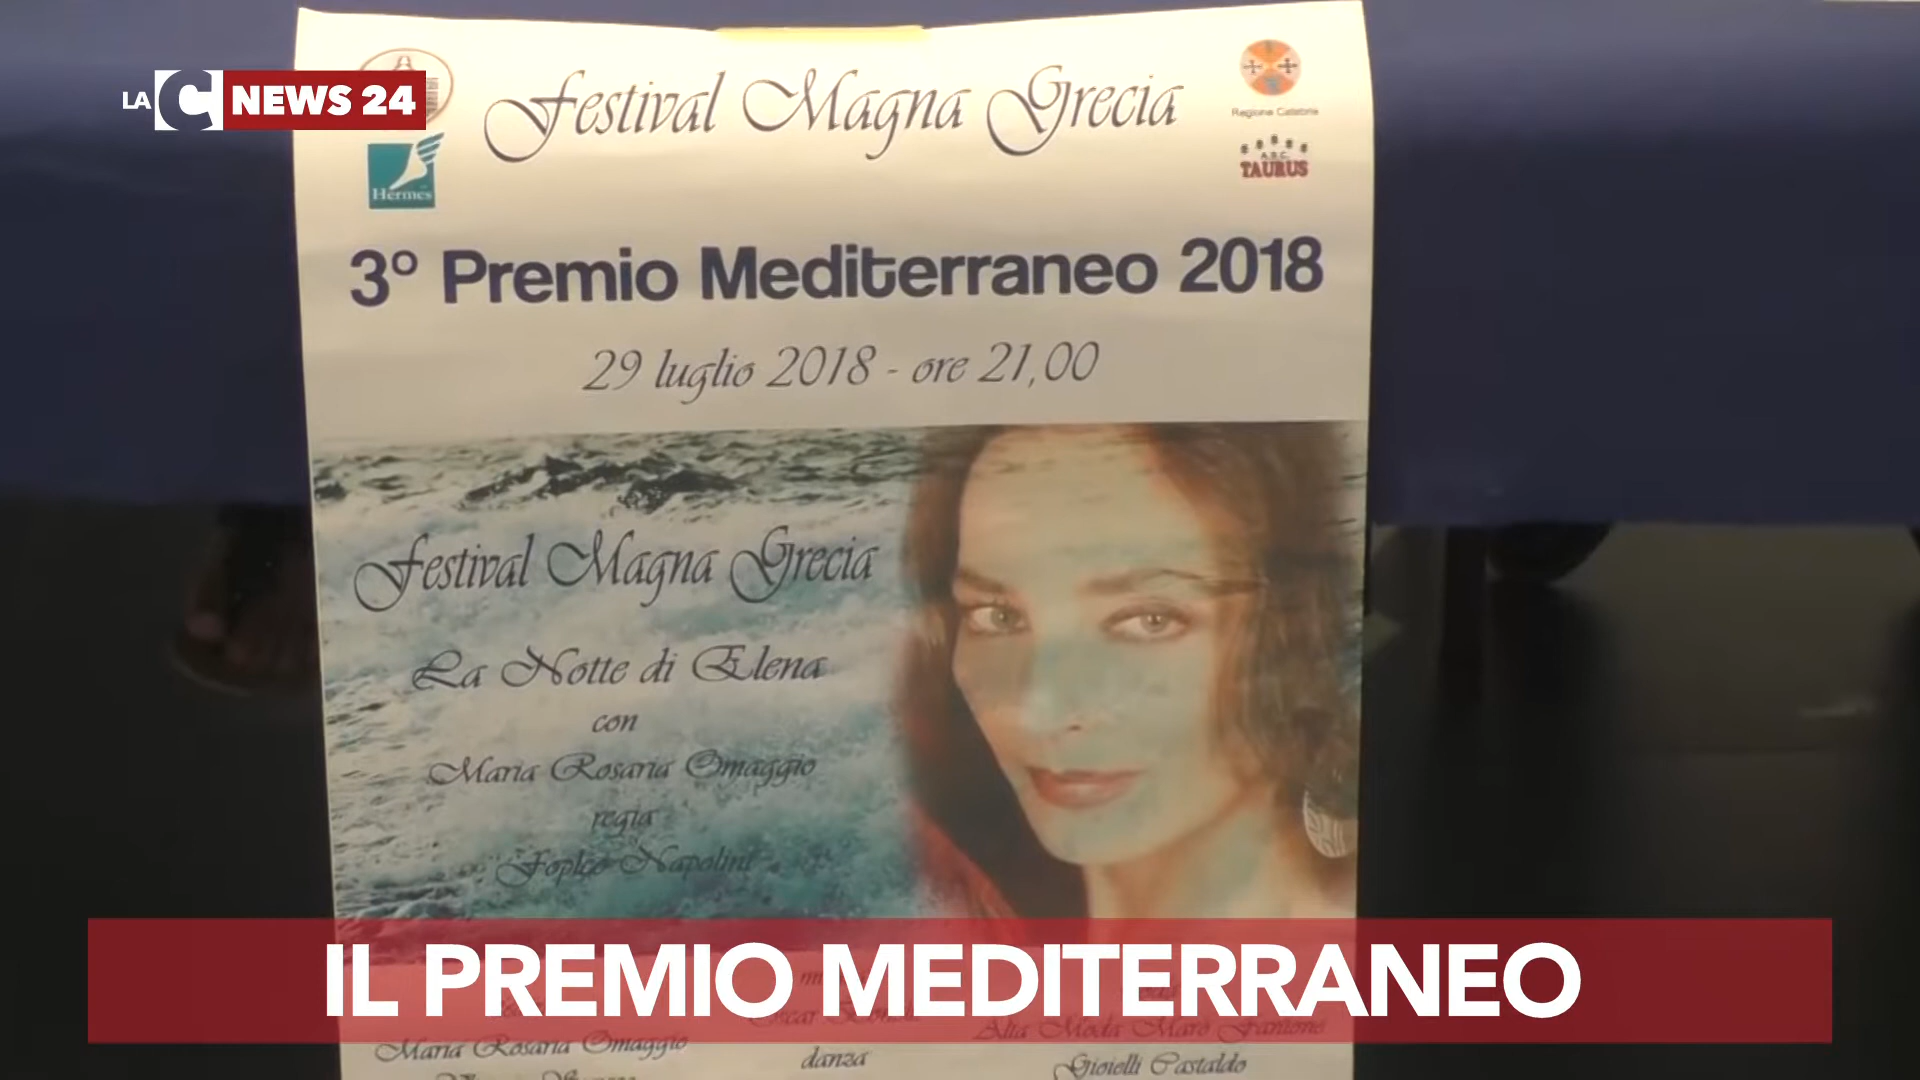 LA C NEWS 24
Festival Magna Grecia
Regione Calabria
A.B.C.
TAURUS
Hermes
3° Premio Mediterraneo 2018
29 luglio 2018 - ore 21,00
Festival Magna Grecia
La Notte di Elena
con
Maria Rosaria Omaggio
regia
Napolini
IL PREMIO MEDITERRANEO
Alta Moda
Maria Rosaria Omaggio
danza
Gioielli Castaldo